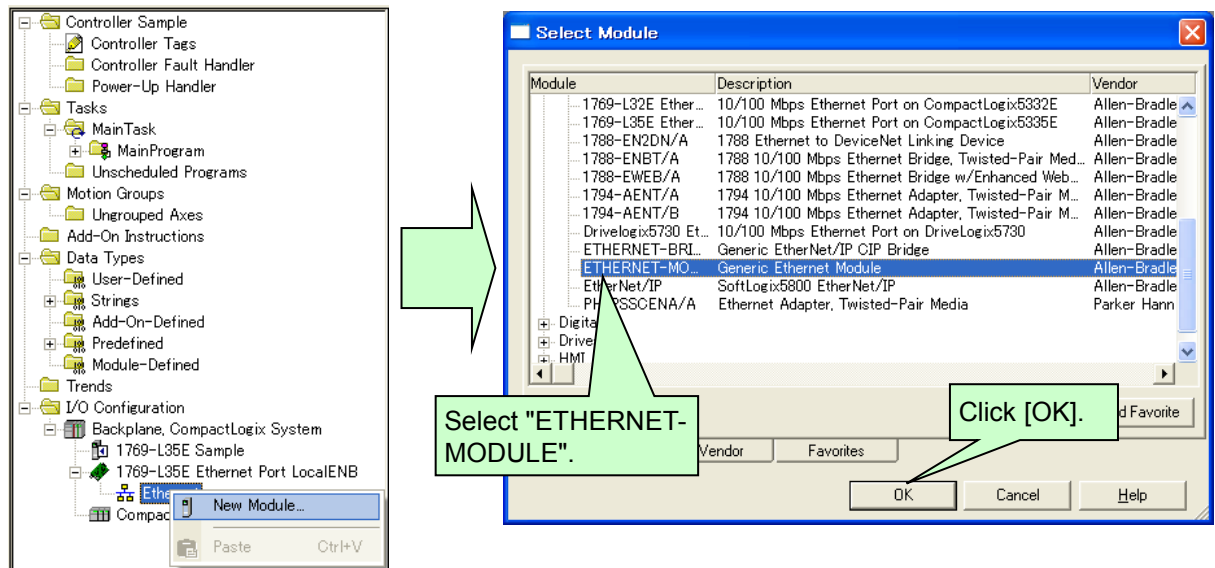 Controller Sample
Controller Tags
Controller Fault Handler
Power-Up Handler
Tasks
MainTask
MainProgram
Unscheduled Programs
Motion Groups
Ungrouped Axes
Add-On Instructions
Data Types
User-Defined
Strings
Add-On-Defined
Predefined
Module-Defined
Trends
I/O Configuration
Backplane, CompactLogix System
1769-L35E Sample
1769-L35E Ethernet Port LocalENB
New Module...
Paste Ctrl+V
Select Module
Module Description Vendor
1769-L32E Ether... 10/100 Mbps Ethernet Port on CompactLogix5332E Allen-Bradle
1769-L35E Ether... 10/100 Mbps Ethernet Port on CompactLogix5335E Allen-Bradle
1788-EN2DN/A 1788 Ethernet to DeviceNet Linking Device Allen-Bradle
1788-ENBT/A 1788 10/100 Mbps Ethernet Bridge, Twisted-Pair Med... Allen-Bradle
1788-EWEB/A 1788 10/100 Mbps Ethernet Bridge w/Enhanced Web... Allen-Bradle
1794-AENT/A 1794 10/100 Mbps Ethernet Adapter, Twisted-Pair M... Allen-Bradle
1794-AENT/B 1794 10/100 Mbps Ethernet Adapter, Twisted-Pair M... Allen-Bradle
Drivelogix5730 Et... 10/100 Mbps Ethernet Port on DriveLogix5730 Allen-Bradle
ETHERNET-BRI... Generic EtherNet/IP CIP Bridge Allen-Bradle
ETHERNET-MO... Generic Ethernet Module Allen-Bradle
EtherNet/IP SoftLogix5800 EtherNet/IP Allen-Bradle
Ethernet Adapter, Twisted-Pair Media Parker Hann
Digita
Drive
HMI
Select "ETHERNET-
MODULE".
Click [OK].
d Favorite
Vendor Favorites
OK Cancel Help